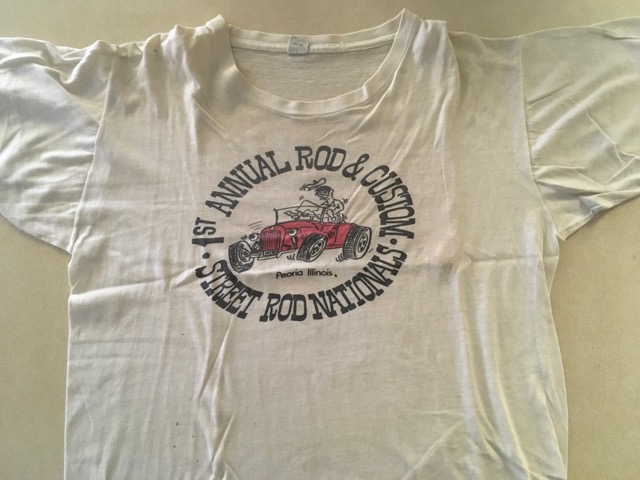 1ST ANNUAL ROD & CUSTOM
Peoria Illinois.
STREET ROD NATIONALS